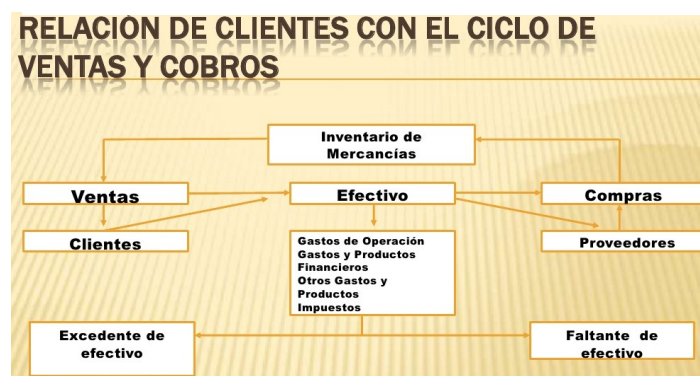 RELACIÓN DE CLIENTES CON EL CICLO DE
VENTAS Y COBROS
Inventario de
Mercancías
Ventas
Efectivo
Compras
Clientes
Gastos de Operación
Gastos y Productos
Financieros
Otros Gastos y
Productos
Impuestos
Proveedores
Excedente de
efectivo
Faltante de
efectivo